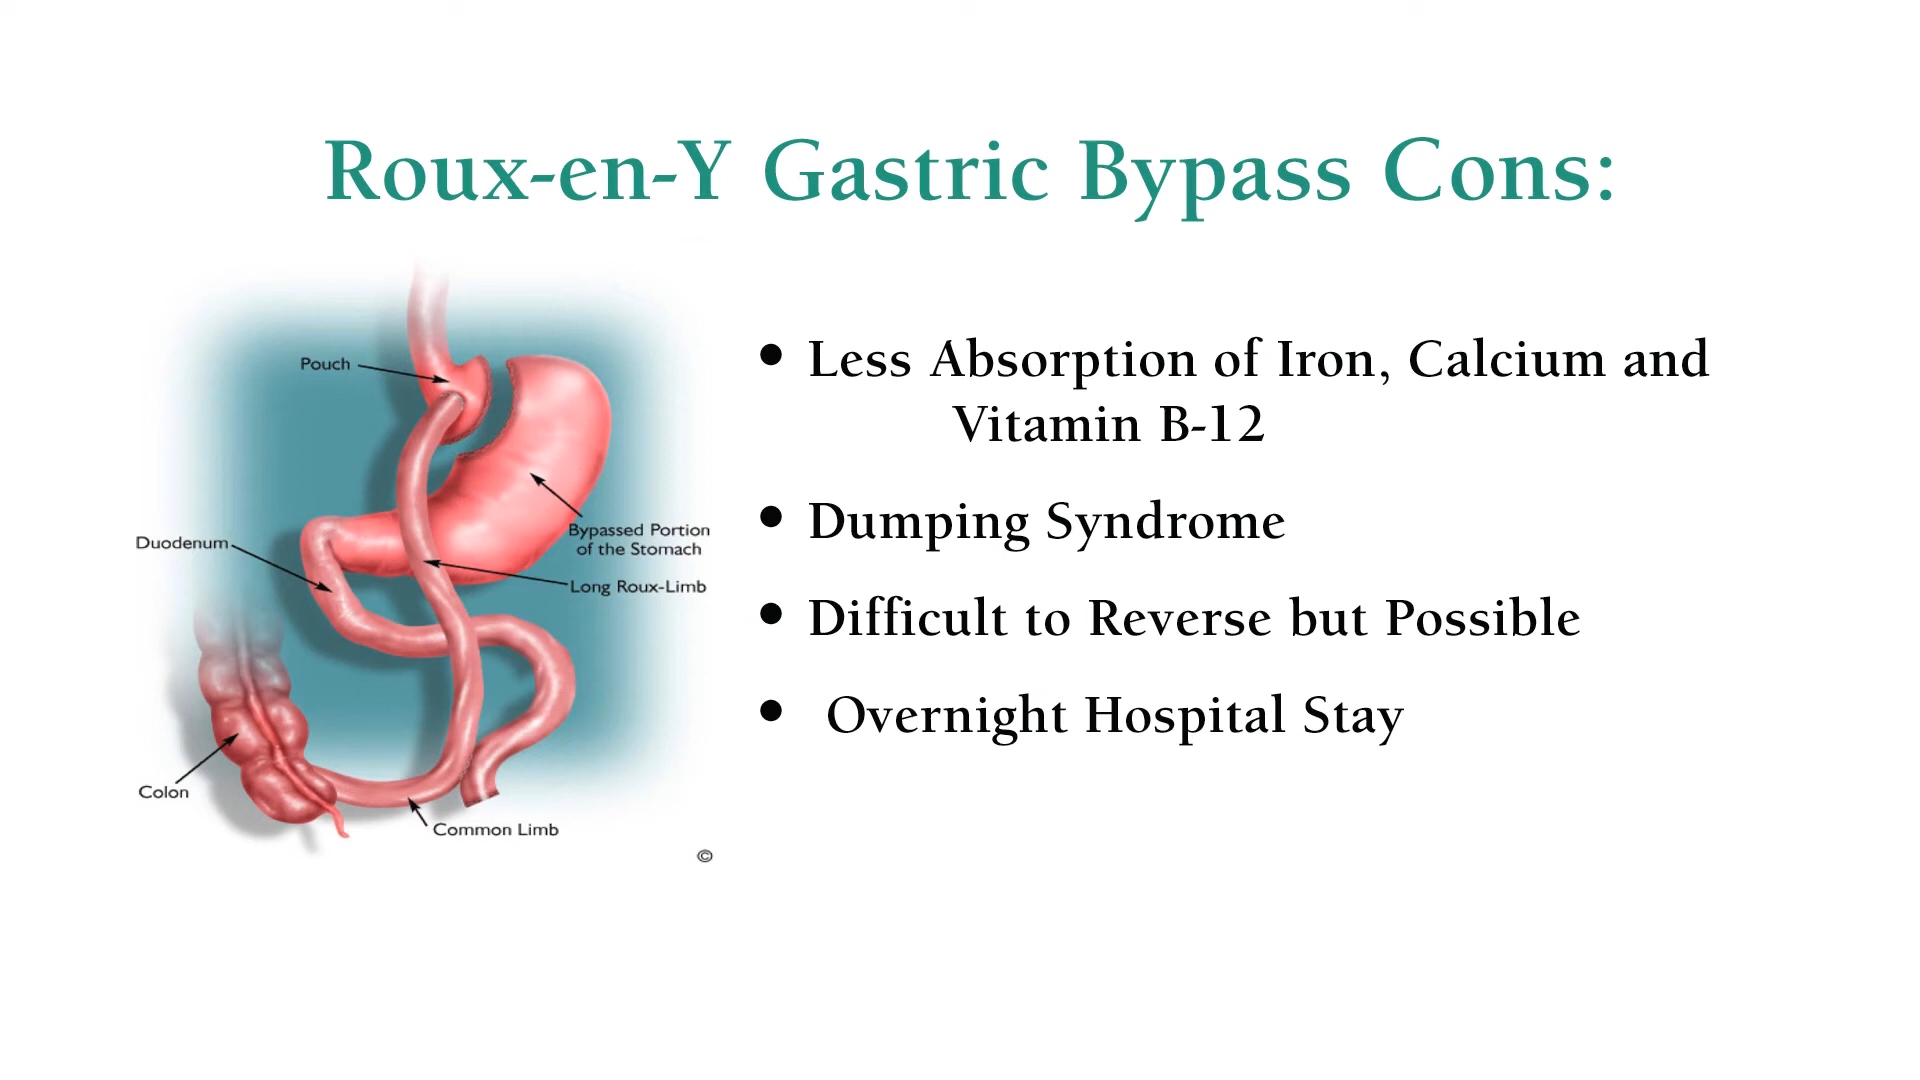 Roux-en-Y Gastric Bypass Cons:
Pouch
Bypassed Portion
of the Stomach
Duodenum
Long Roux-Limb
Colon
Common Limb
©
• Less Absorption of Iron, Calcium and
Vitamin B-12
• Dumping Syndrome
• Difficult to Reverse but Possible
• Overnight Hospital Stay